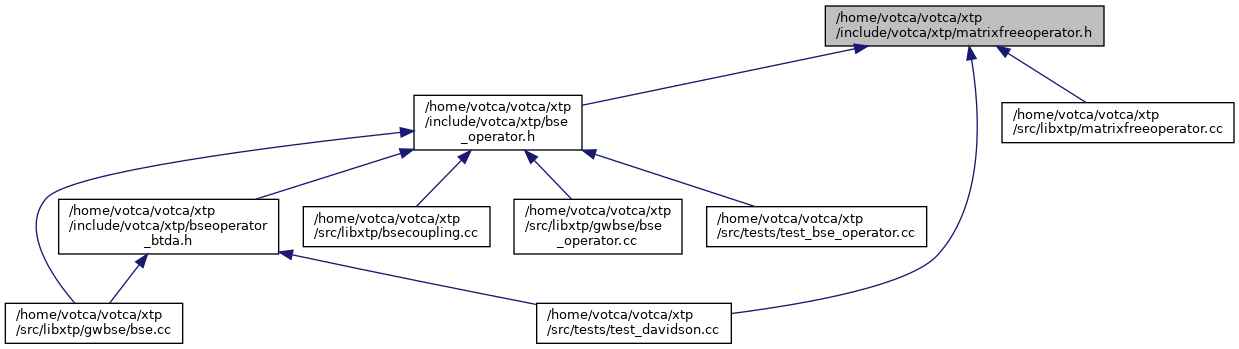 /home/votca/votca/xtp
/include/votca/xtp/matrixfreeoperator.h
/home/votca/votca/xtp
/include/votca/xtp/bse
_operator.h
/home/votca/votca/xtp
/src/libxtp/matrixfreeoperator.cc
/home/votca/votca/xtp
/include/votca/xtp/bseoperator
_btda.h
/home/votca/votca/xtp
/src/libxtp/bsecoupling.cc
/home/votca/votca/xtp
/src/libxtp/gwbse/bse
_operator.cc
/home/votca/votca/xtp
/src/tests/test_bse_operator.cc
/home/votca/votca/xtp
/src/libxtp/gwbse/bse.cc
/home/votca/votca/xtp
/src/tests/test_davidson.cc